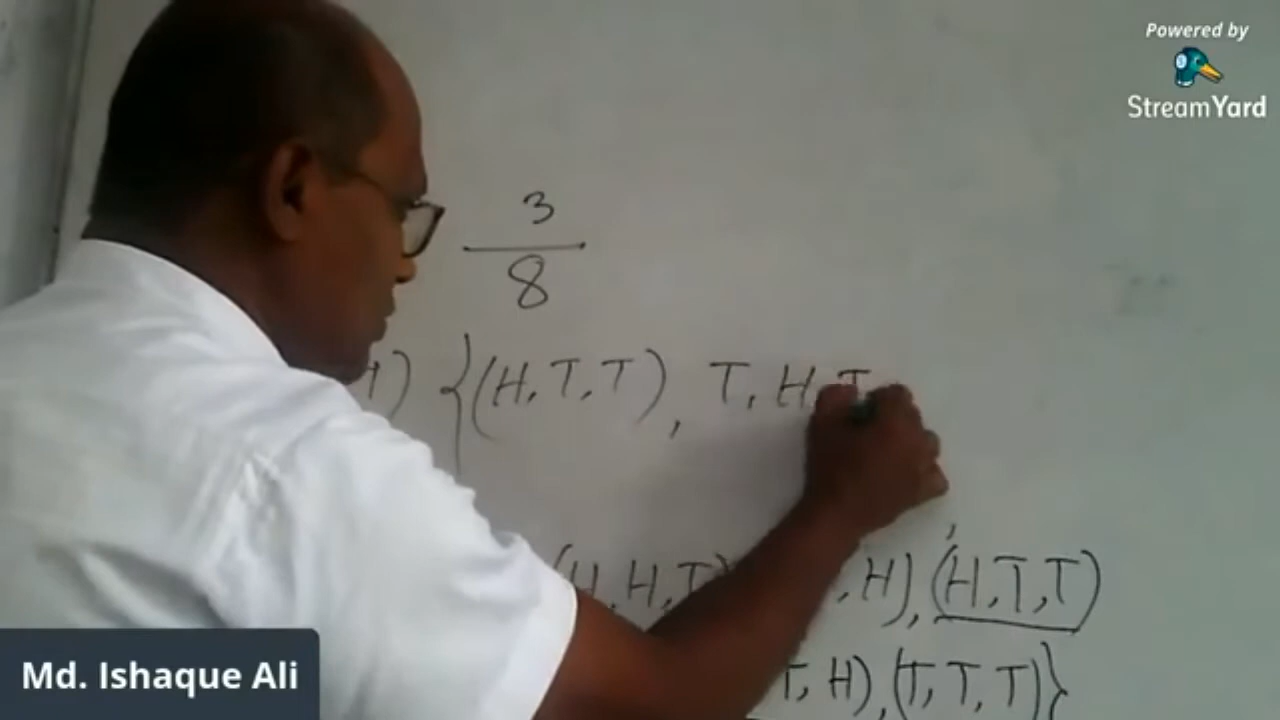 Powered by
StreamYard
3
8
) {(H, T, T), T, H, T
(H, H, T) , H), (H, T, T)
T, H), (T, T, T)}
Md. Ishaque Ali